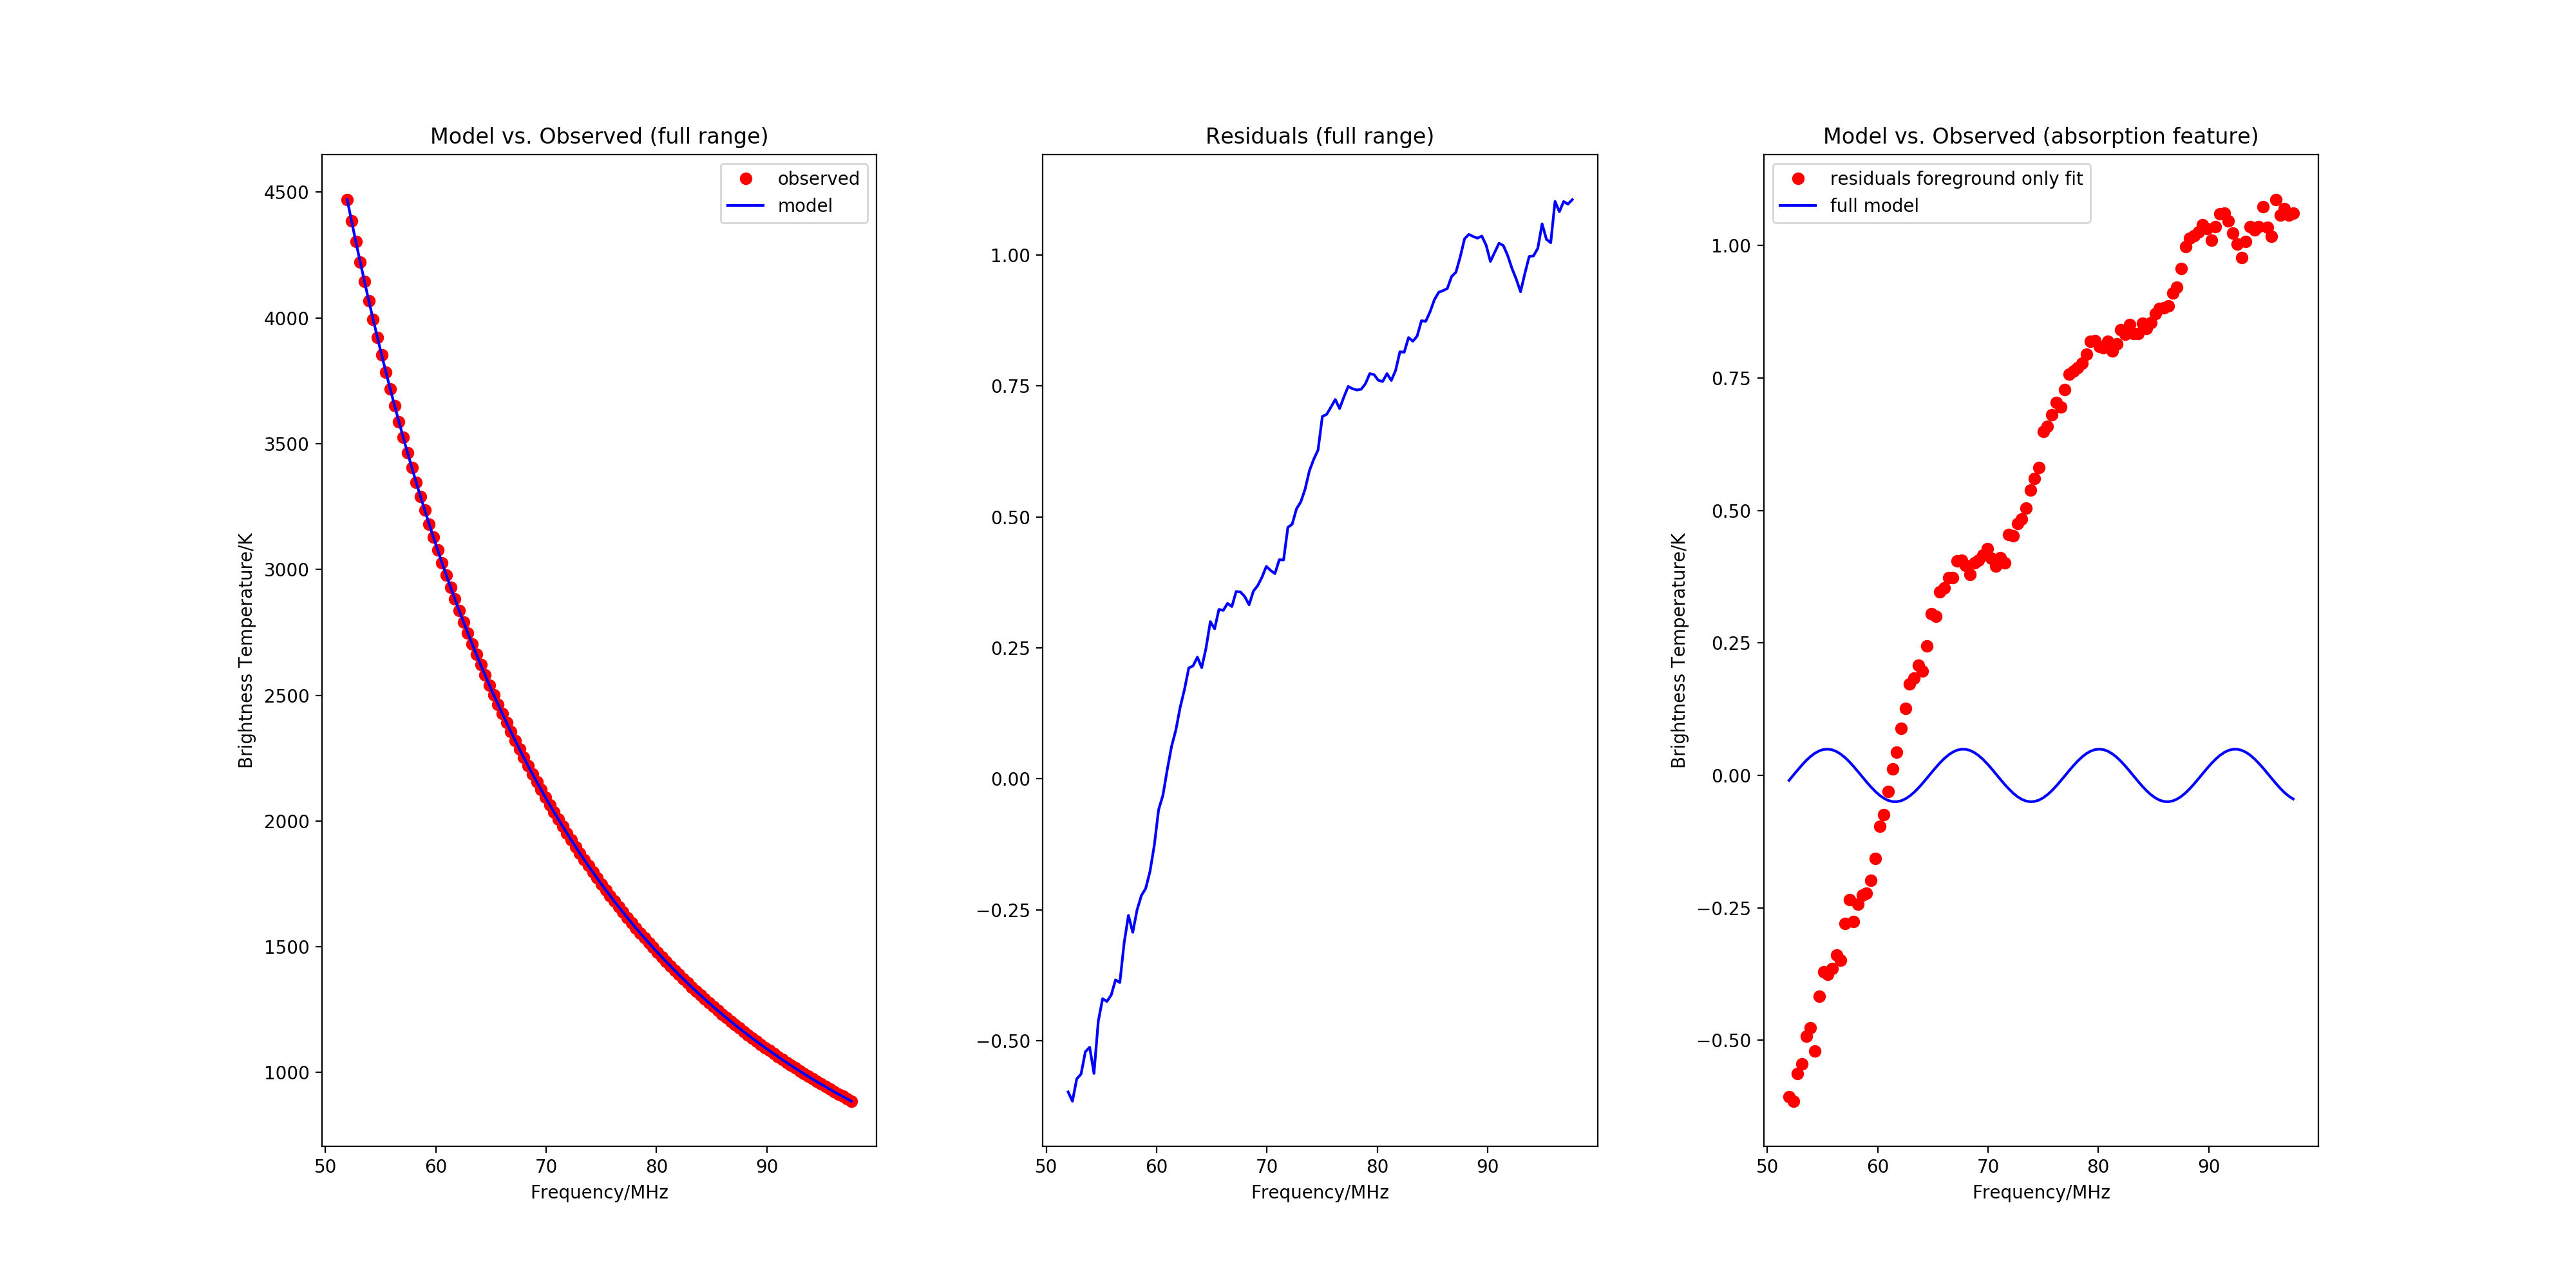 Model vs. Observed (full range)
observed
model
4500
4000
3500
3000
2500
2000
1500
1000
Brightness Temperature/K
50 60 70 80 90
Frequency/MHz
Residuals (full range)
1.00
0.75
0.50
0.25
0.00
−0.25
−0.50
50 60 70 80 90
Frequency/MHz
Model vs. Observed (absorption feature)
residuals foreground only fit
full model
1.00
0.75
0.50
0.25
0.00
−0.25
−0.50
Brightness Temperature/K
50 60 70 80 90
Frequency/MHz